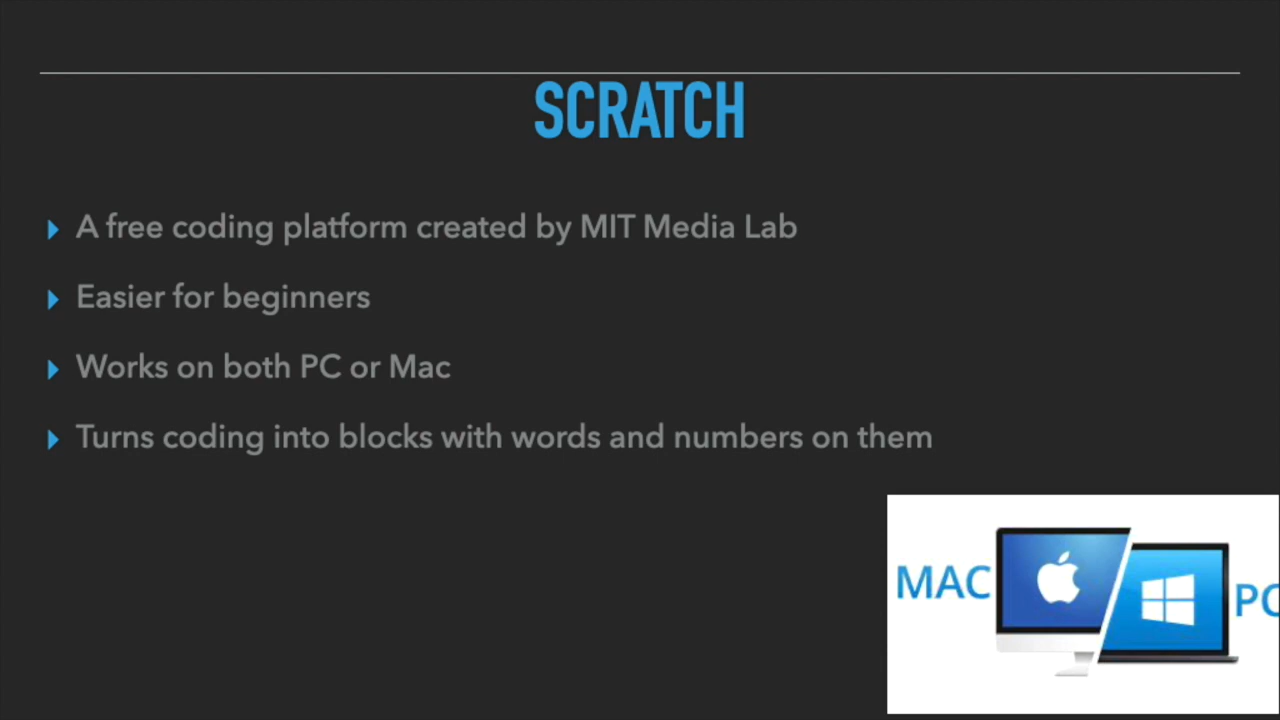 SCRATCH
A free coding platform created by MIT Media Lab
Easier for beginners
Works on both PC or Mac
Turns coding into blocks with words and numbers on them
MAC
PC